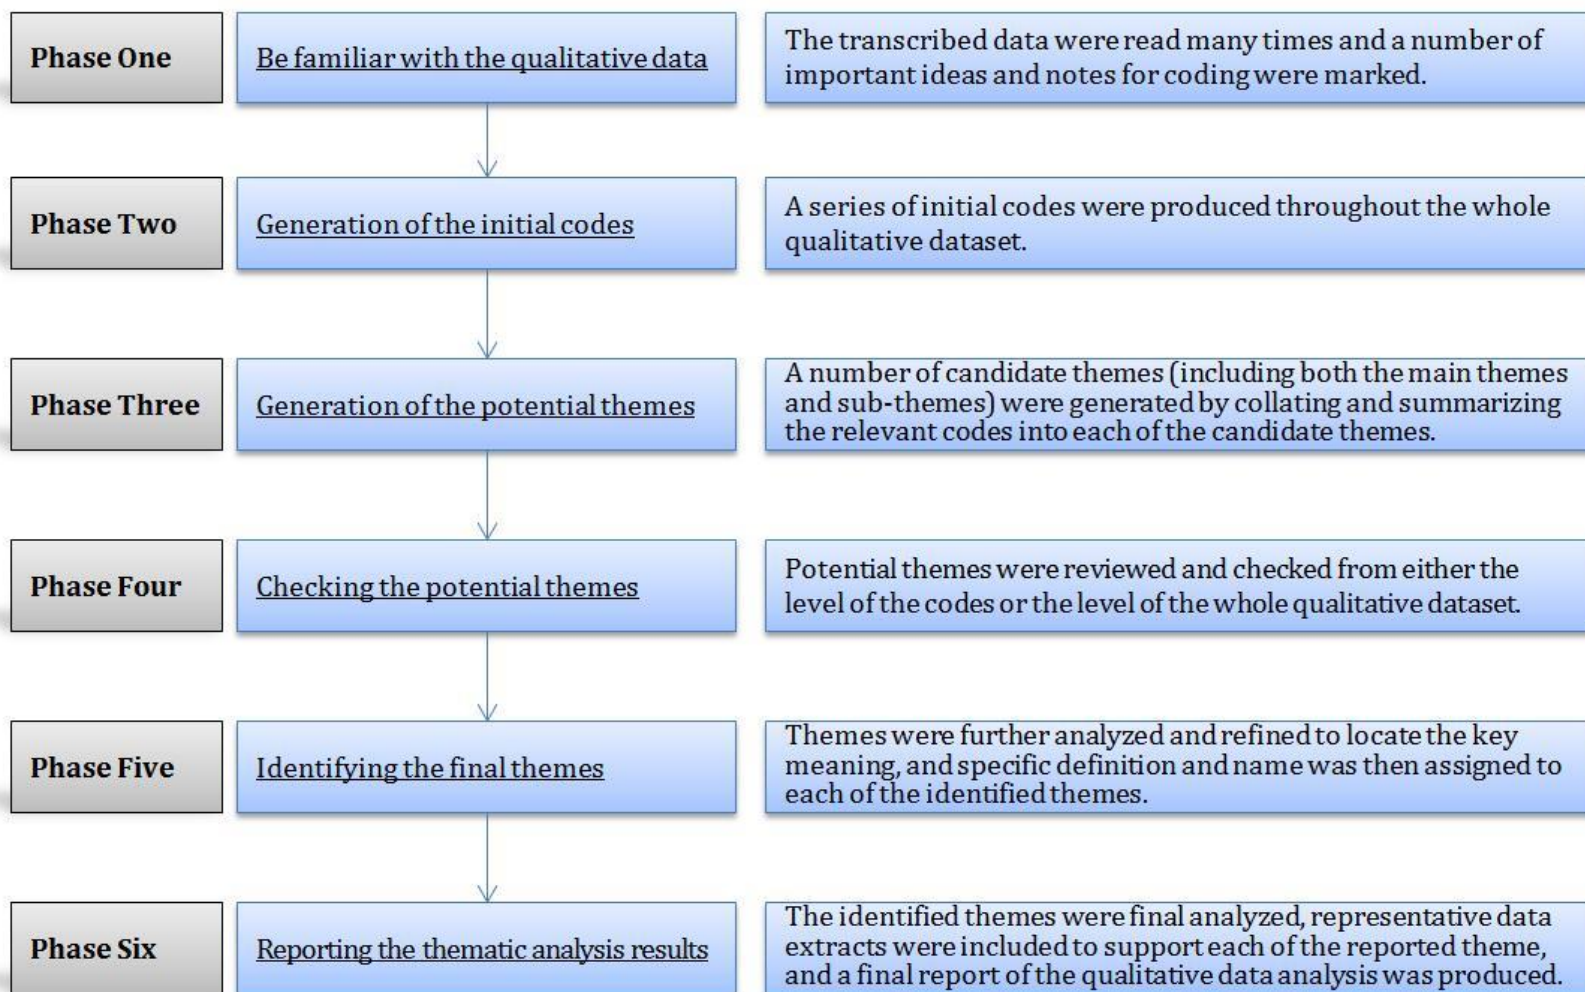 Phase One
Be familiar with the qualitative data
The transcribed data were read many times and a number of
important ideas and notes for coding were marked.
Phase Two
Generation of the initial codes
A series of initial codes were produced throughout the whole
qualitative dataset.
Phase Three
Generation of the potential themes
A number of candidate themes (including both the main themes
and sub-themes) were generated by collating and summarizing
the relevant codes into each of the candidate themes.
Phase Four
Checking the potential themes
Potential themes were reviewed and checked from either the
level of the codes or the level of the whole qualitative dataset.
Phase Five
Identifying the final themes
Themes were further analyzed and refined to locate the key
meaning, and specific definition and name was then assigned to
each of the identified themes.
Phase Six
Reporting the thematic analysis results
The identified themes were final analyzed, representative data
extracts were included to support each of the reported theme,
and a final report of the qualitative data analysis was produced.